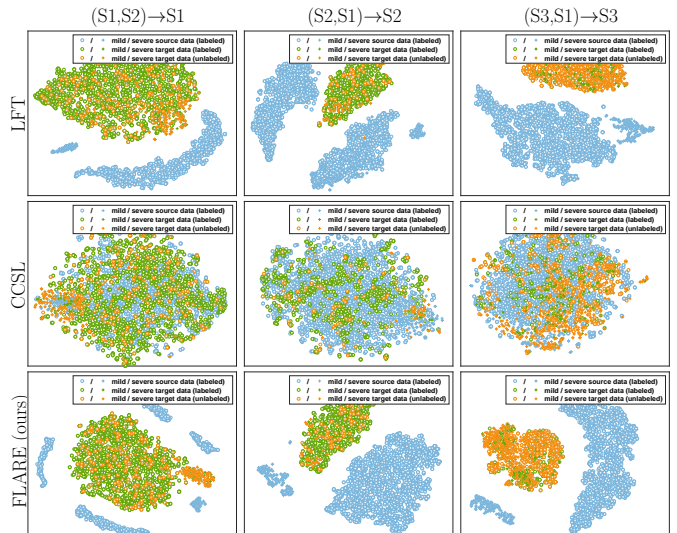 (S1,S2)→S1 (S2,S1)→S2 (S3,S1)→S3
LFT
/ mild / severe source data (labeled)
/ mild / severe target data (labeled)
/ mild / severe target data (unlabeled)
/ mild / severe source data (labeled)
/ mild / severe target data (labeled)
/ mild / severe target data (unlabeled)
/ mild / severe source data (labeled)
/ mild / severe target data (labeled)
/ mild / severe target data (unlabeled)
CCSL
/ mild / severe source data (labeled)
/ mild / severe target data (labeled)
/ mild / severe target data (unlabeled)
/ mild / severe source data (labeled)
/ mild / severe target data (labeled)
/ mild / severe target data (unlabeled)
/ mild / severe source data (labeled)
/ mild / severe target data (labeled)
/ mild / severe target data (unlabeled)
FLARE (ours)
/ mild / severe source data (labeled)
/ mild / severe target data (labeled)
/ mild / severe target data (unlabeled)
/ mild / severe source data (labeled)
/ mild / severe target data (labeled)
/ mild / severe target data (unlabeled)
/ mild / severe source data (labeled)
/ mild / severe target data (labeled)
/ mild / severe target data (unlabeled)